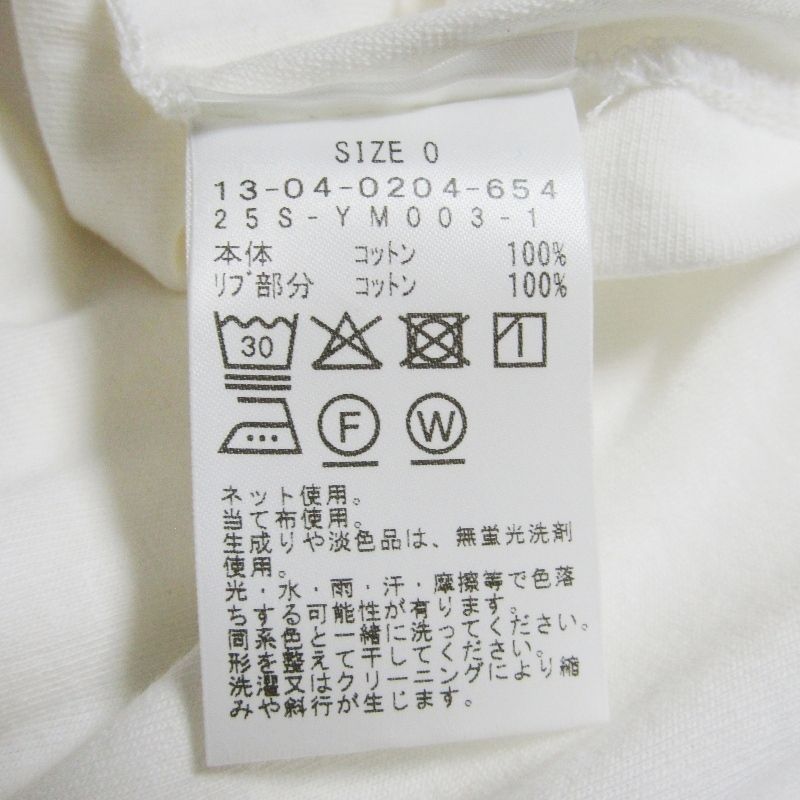 SIZE 0
13-04-0204-654
25S-YM003-1
本体 コットン 100%
リブ部分 コットン 100%
30
F W
ネット使用。
当て布使用。
生成りや淡色品は、無蛍光洗剤
使用。
光・水・雨・汗・摩擦等で色落
ちする可能性が有ります。
同系色と一緒に洗ってください。
形を整えて干してください。
洗濯又はクリーニングにより縮
みや斜行が生じます。